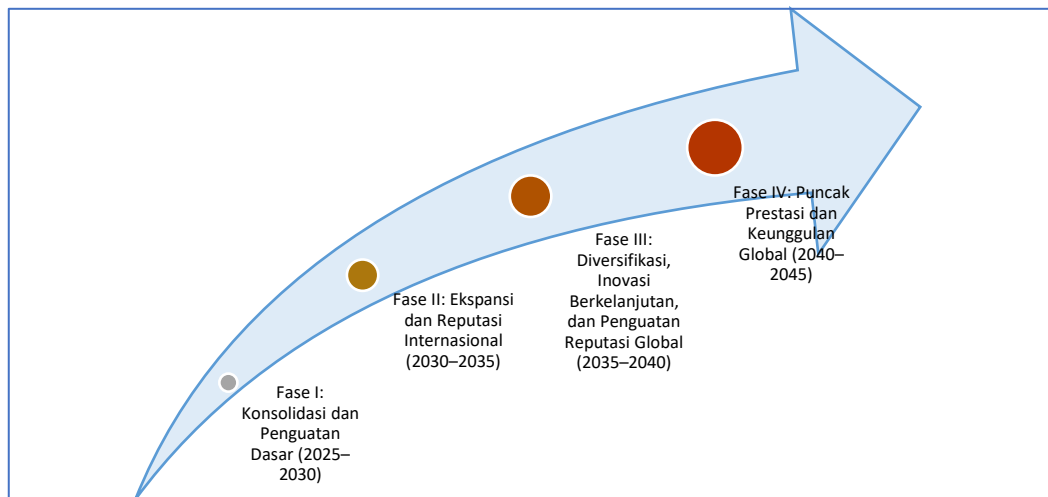 Fase I:
Konsolidasi dan
Penguatan
Dasar (2025–
2030)
Fase II: Ekspansi
dan Reputasi
Internasional
(2030–2035)
Fase III:
Diversifikasi,
Inovasi
Berkelanjutan,
dan Penguatan
Reputasi Global
(2035–2040)
Fase IV: Puncak
Prestasi dan
Keunggulan
Global (2040–
2045)